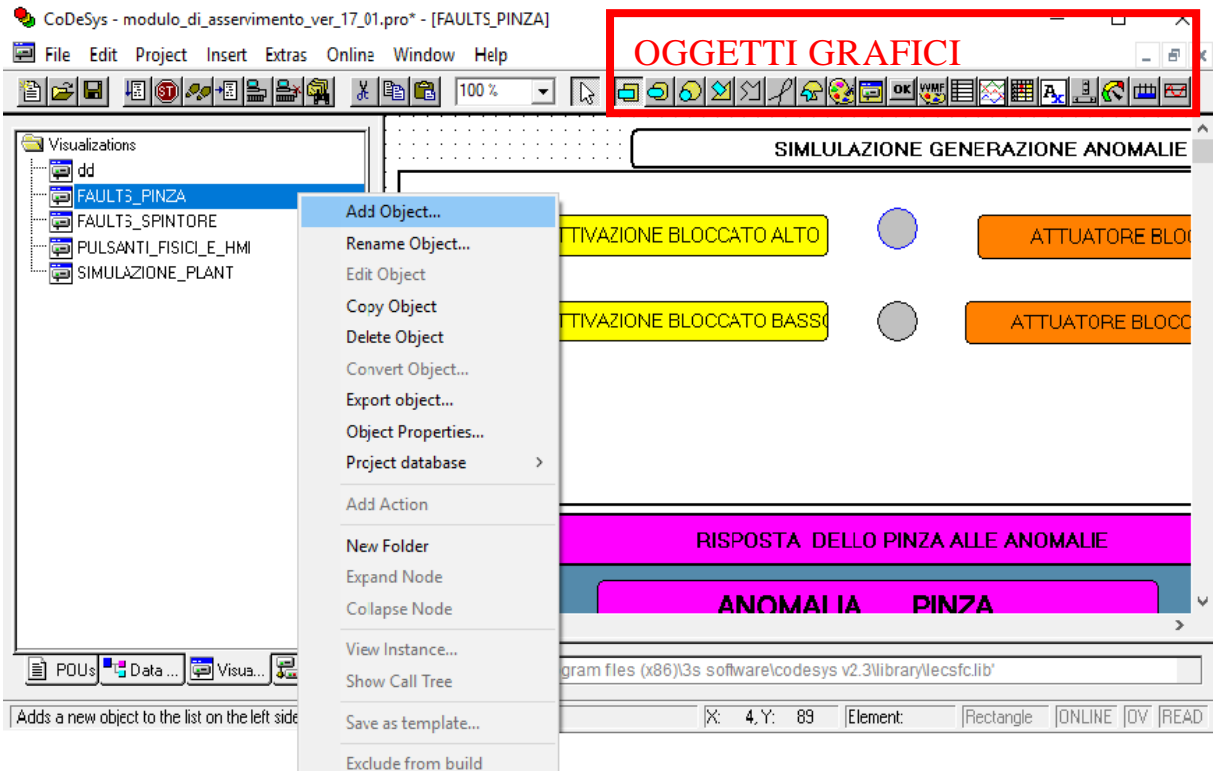 CoDeSys - modulo_di_asservimento_ver_17_01.pro* - [FAULTS_PINZA]
File Edit Project Insert Extras Online Window Help
OGGETTI GRAFICI
100 %
OK
Visualizations
dd
FAULTS_PINZA
FAULTS_SPINTORE
PULSANTI_FISICI_E_HMI
SIMULAZIONE_PLANT
Add Object...
Rename Object...
Edit Object
Copy Object
Delete Object
Convert Object...
Export object...
Object Properties...
Project database
Add Action
New Folder
Expand Node
Collapse Node
View Instance...
Show Call Tree
Save as template...
Exclude from build
SIMLULAZIONE GENERAZIONE ANOMALIE
TTIVAZIONE BLOCCATO ALTO
ATTUATORE BLO
TTIVAZIONE BLOCCATO BASSO
ATTUATORE BLOCC
RISPOSTA DELLO PINZA ALLE ANOMALIE
ANOMALIA PINZA
POUs Data ... Visua...
gram files (x86)\3s software\codesys v2.3\library\Iecsfc.lib'
Adds a new object to the list on the left side
X: 4, Y: 89 Element: Rectangle ONLINE OV READ